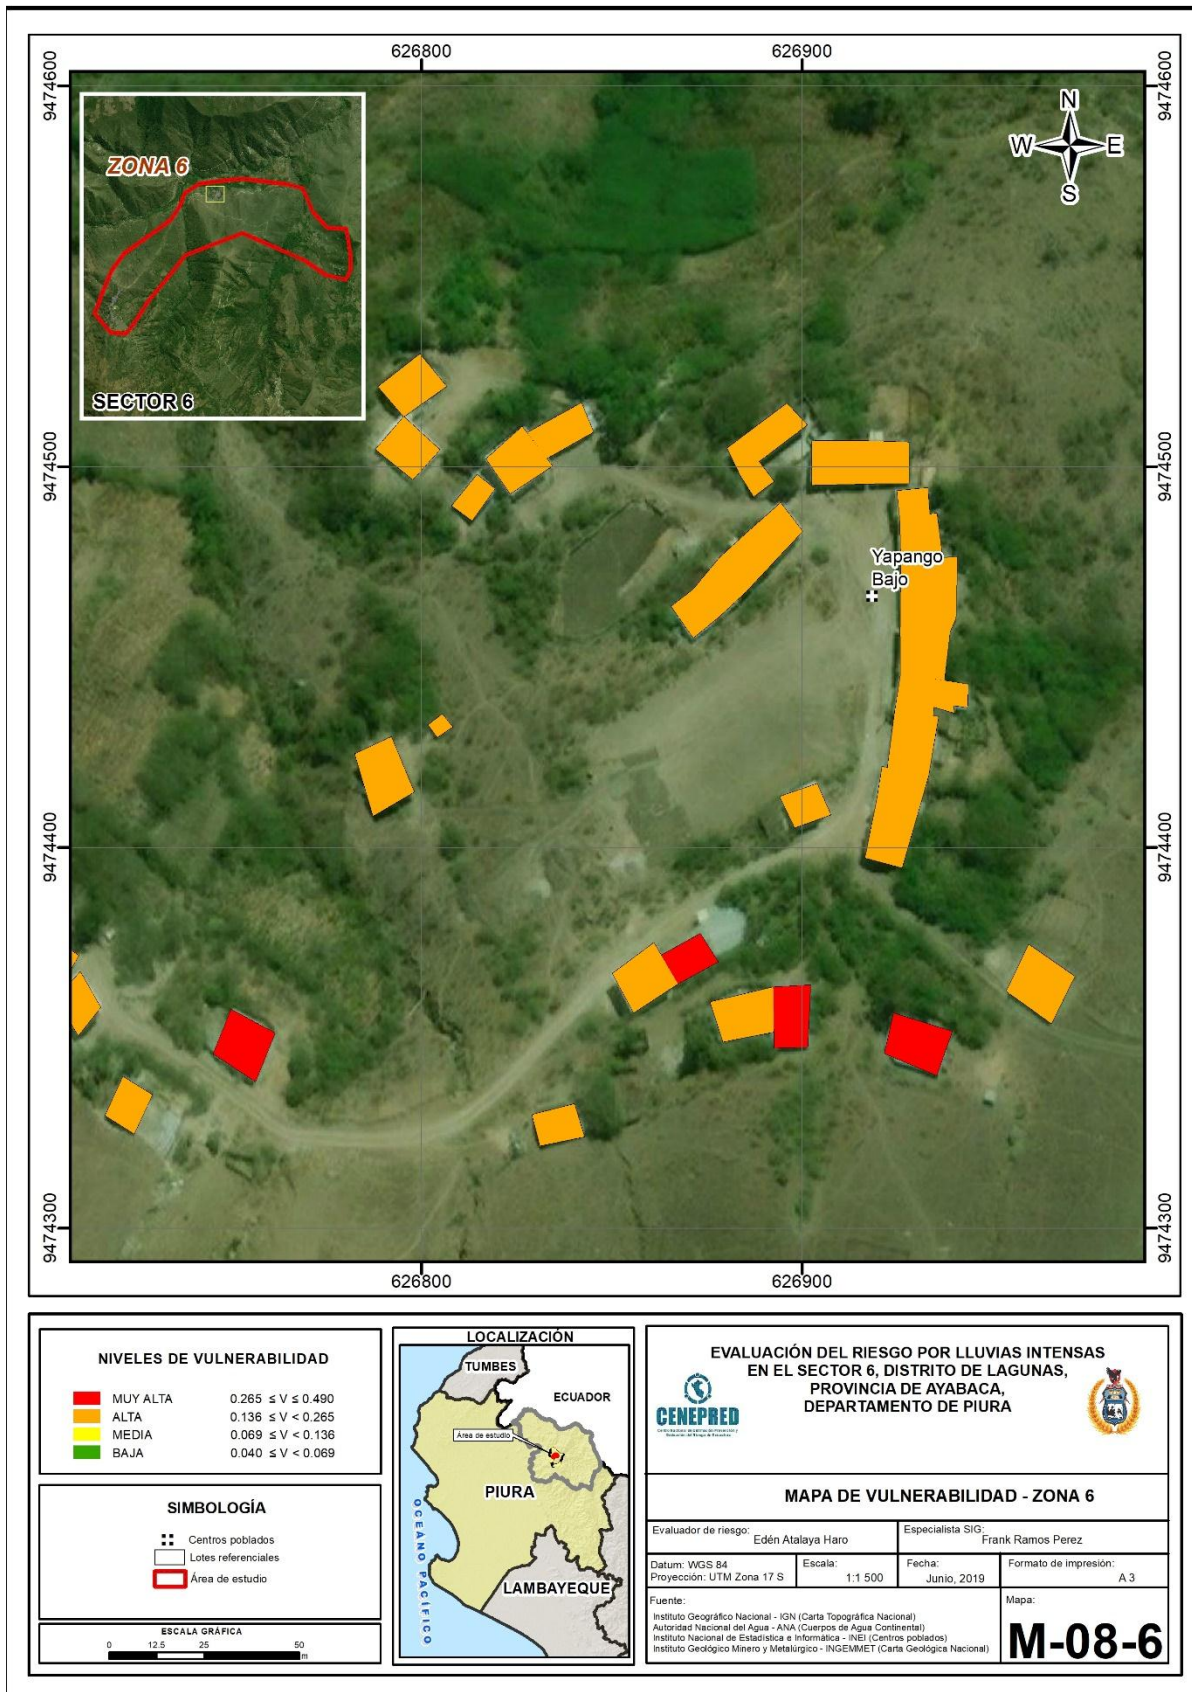 626800
626900
9474600
9474600
N
W
E
S
ZONA 6
SECTOR 6
9474500
9474500
Yapango
Bajo
9474400
9474400
9474300
9474300
626800
626900
NIVELES DE VULNERABILIDAD
MUY ALTA 0.265 ≤ V ≤ 0.490
ALTA 0.136 ≤ V < 0.265
MEDIA 0.069 ≤ V < 0.136
BAJA 0.040 ≤ V < 0.069
SIMBOLOGÍA
Centros poblados
Lotes referenciales
Área de estudio
ESCALA GRÁFICA
0 12.5 25 50
m
LOCALIZACIÓN
TUMBES
ECUADOR
Área de estudio
PIURA
OCEÁNO PACÍFICO
LAMBAYEQUE
EVALUACIÓN DEL RIESGO POR LLUVIAS INTENSAS
EN EL SECTOR 6, DISTRITO DE LAGUNAS,
PROVINCIA DE AYABACA,
DEPARTAMENTO DE PIURA
CENEPRED
MAPA DE VULNERABILIDAD - ZONA 6
Evaluador de riesgo:
Edén Atalaya Haro
Especialista SIG:
Frank Ramos Perez
Datum: WGS 84
Proyección: UTM Zona 17 S
Escala:
1:1 500
Fecha:
Junio, 2019
Formato de impresión:
A 3
Fuente:
Instituto Geográfico Nacional - IGN (Carta Topográfica Nacional)
Autoridad Nacional del Agua - ANA (Cuerpos de Agua Continental)
Instituto Nacional de Estadística e Informática - INEI (Centros poblados)
Instituto Geológico Minero y Metalúrgico - INGEMMET (Carta Geológica Nacional)
Mapa:
M-08-6